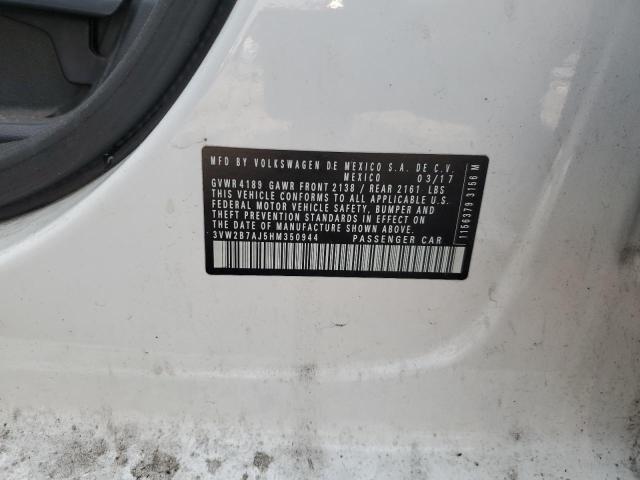 MFD BY VOLKSWAGEN DE MEXICO S.A. DE C.V.
MEXICO 03/17
GVWR 4189 GAWR FRONT 2138 / REAR 2161 LBS
THIS VEHICLE CONFORMS TO ALL APPLICABLE U.S.
FEDERAL MOTOR VEHICLE SAFETY, BUMPER AND
THEFT PREVENTION STANDARDS IN EFFECT ON
THE DATE OF MANUFACTURE SHOWN ABOVE.
3VW2B7AJ5HM350944 PASSENGER CAR
1156379 3156 M